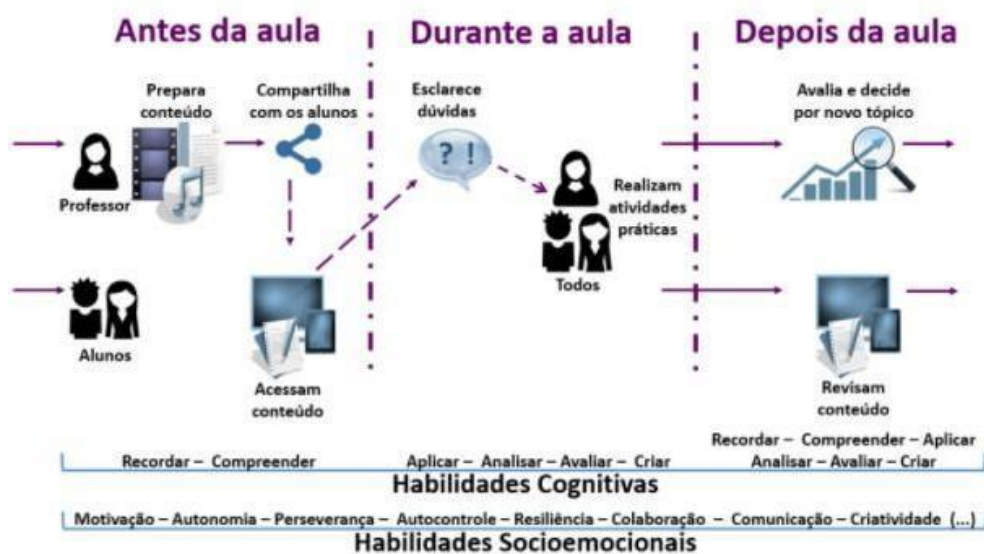 Antes da aula
Durante a aula
Depois da aula
Prepara
conteúdo
Compartilha
com os alunos
Esclarece
dúvidas
? !
Avalia e decide
por novo tópico
Professor
Realizam
atividades
práticas
Todos
Alunos
Acessam
conteúdo
Revisam
conteúdo
Recordar – Compreender
Aplicar – Analisar – Avaliar – Criar
Recordar – Compreender – Aplicar
Analisar – Avaliar – Criar
Habilidades Cognitivas
Motivação – Autonomia – Perseverança – Autocontrole – Resiliência – Colaboração – Comunicação – Criatividade (...)
Habilidades Socioemocionais